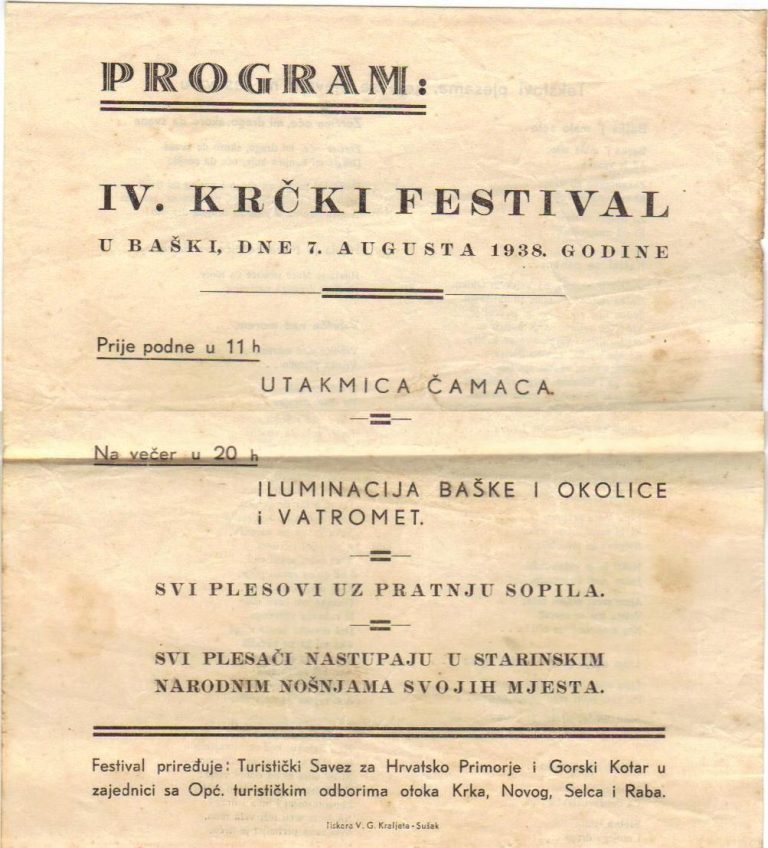 PROGRAM:
IV. KRČKI FESTIVAL
U BAŠKI, DNE 7. AUGUSTA 1938. GODINE
Prije podne u 11 h
UTAKMICA ČAMACA.
Na večer u 20 h
ILUMINACIJA BAŠKE I OKOLICE
i VATROMET.
SVI PLESOVI UZ PRATNJU SOPILA.
SVI PLESAČI NASTUPAJU U STARINSKIM
NARODNIM NOŠNJAMA SVOJIH MJESTA.
Festival priređuje: Turistički Savez za Hrvatsko Primorje i Gorski Kotar u
zajednici sa Opć. turističkim odborima otoka Krka, Novog, Selca i Raba.
Tiskara V. G. Kraljeta - Sušak